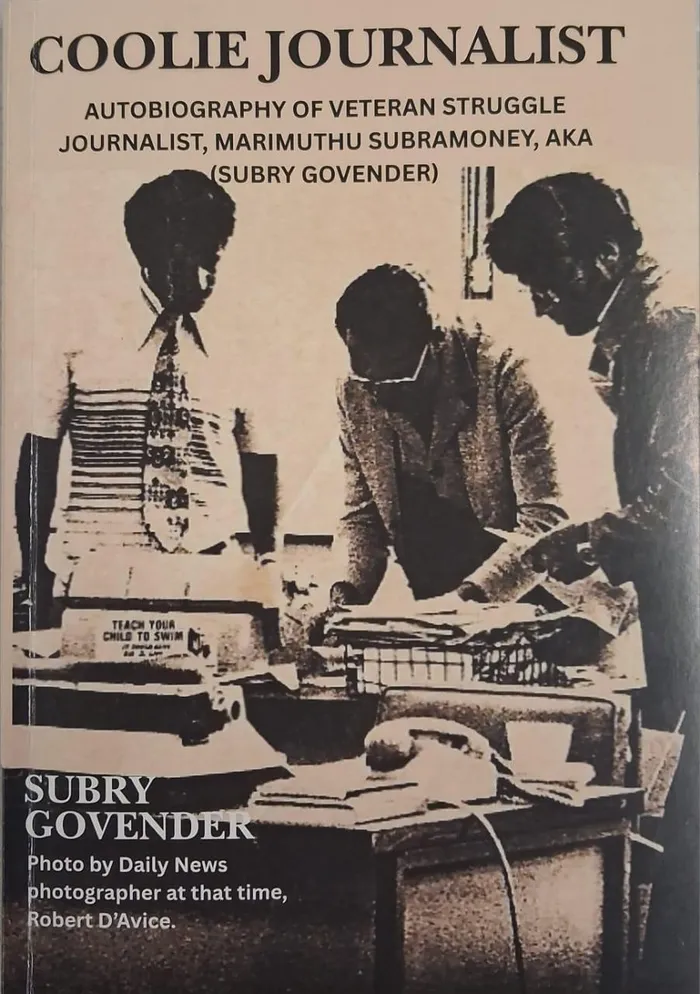 COOLIE JOURNALIST
AUTOBIOGRAPHY OF VETERAN STRUGGLE
JOURNALIST, MARIMUTHU SUBRAMONEY, AKA
(SUBRY GOVENDER)
TEACH YOUR
CHILD TO SWIM
SUBRY
GOVENDER
Photo by Daily News
photographer at that time,
Robert D'Avice.